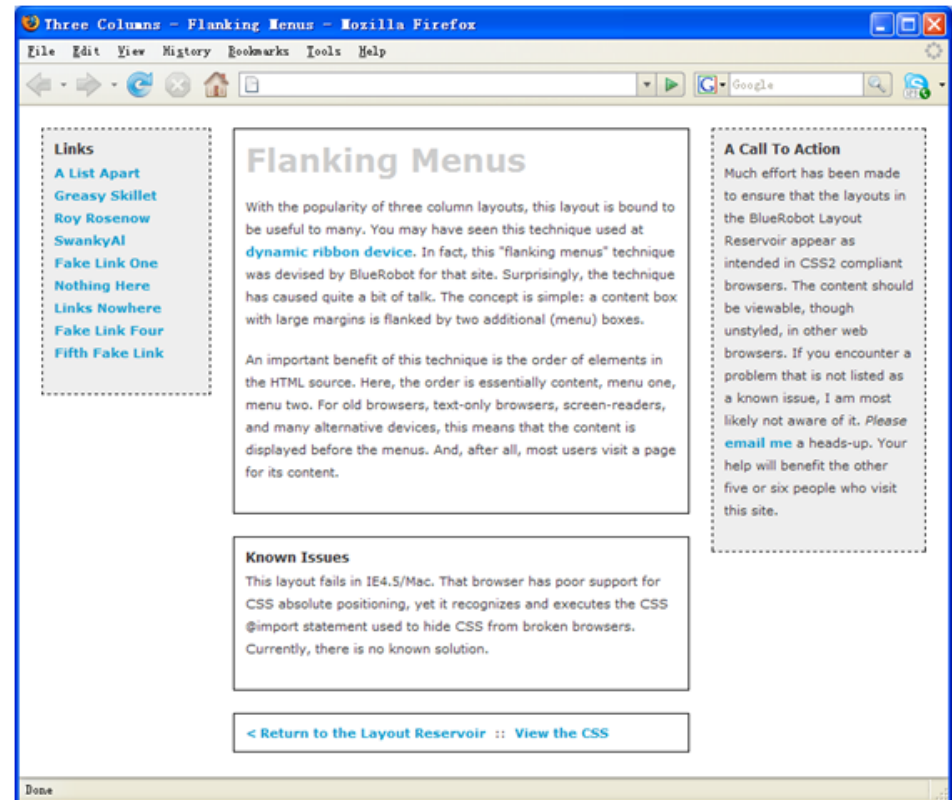 Three Columns - Flanking Menus - Mozilla Firefox
File Edit View History Bookmarks Tools Help
G Google
Links
A List Apart
Greasy Skillet
Roy Rosenow
SwankyAl
Fake Link One
Nothing Here
Links Nowhere
Fake Link Four
Fifth Fake Link
Flanking Menus
With the popularity of three column layouts, this layout is bound to
be useful to many. You may have seen this technique used at
dynamic ribbon device. In fact, this "flanking menus" technique
was devised by BlueRobot for that site. Surprisingly, the technique
has caused quite a bit of talk. The concept is simple: a content box
with large margins is flanked by two additional (menu) boxes.
An important benefit of this technique is the order of elements in
the HTML source. Here, the order is essentially content, menu one,
menu two. For old browsers, text-only browsers, screen-readers,
and many alternative devices, this means that the content is
displayed before the menus. And, after all, most users visit a page
for its content.
Known Issues
This layout fails in IE4.5/Mac. That browser has poor support for
CSS absolute positioning, yet it recognizes and executes the CSS
@import statement used to hide CSS from broken browsers.
Currently, there is no known solution.
< Return to the Layout Reservoir :: View the CSS
A Call To Action
Much effort has been made
to ensure that the layouts in
the BlueRobot Layout
Reservoir appear as
intended in CSS2 compliant
browsers. The content should
be viewable, though
unstyled, in other web
browsers. If you encounter a
problem that is not listed as
a known issue, I am most
likely not aware of it. Please
email me a heads-up. Your
help will benefit the other
five or six people who visit
this site.
Done